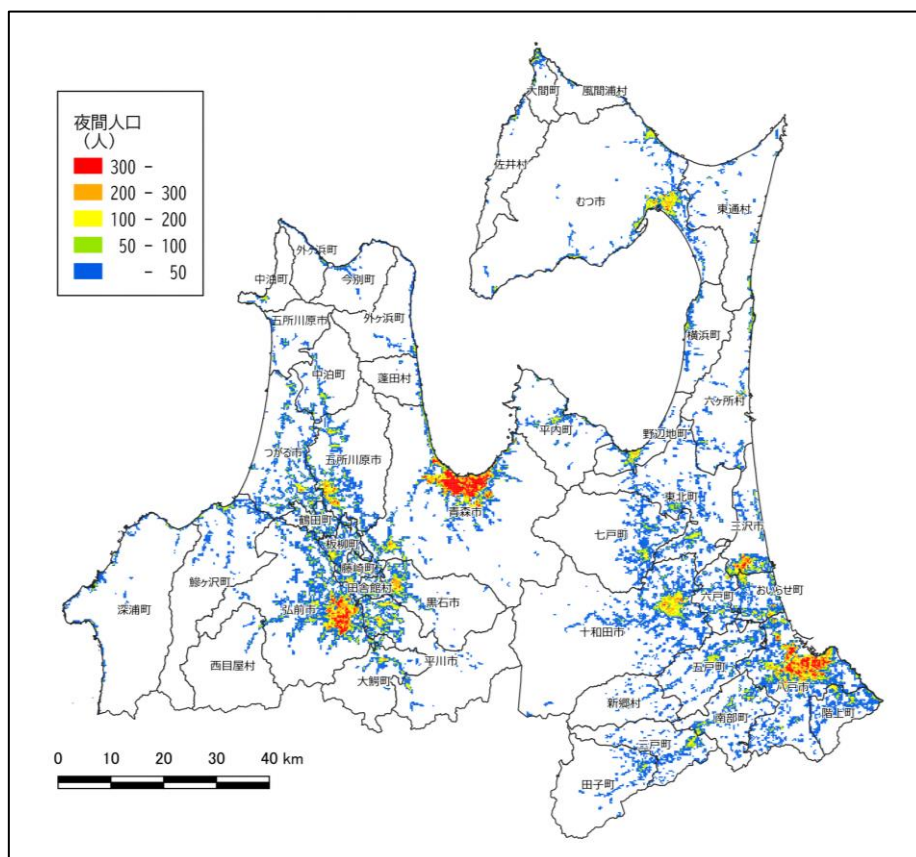 夜間人口
（人）
300 -
200 - 300
100 - 200
50 - 100
- 50
大間町
風間浦村
佐井村
むつ市
東通村
外ヶ浜町
中泊町
今別町
五所川原市
外ヶ浜町
横浜町
中泊町
蓬田村
六ヶ所村
平内町
野辺地町
つがる市
五所川原市
東北町
青森市
三沢市
鶴田町
七戸町
板柳町
藤崎町
田舎館村
六戸町
おいらせ町
鰺ヶ沢町
深浦町
黒石市
弘前市
十和田市
西目屋村
平川市
五戸町
八戸市
大鰐町
新郷村
南部町
階上町
三戸町
田子町
0 10 20 30 40 km